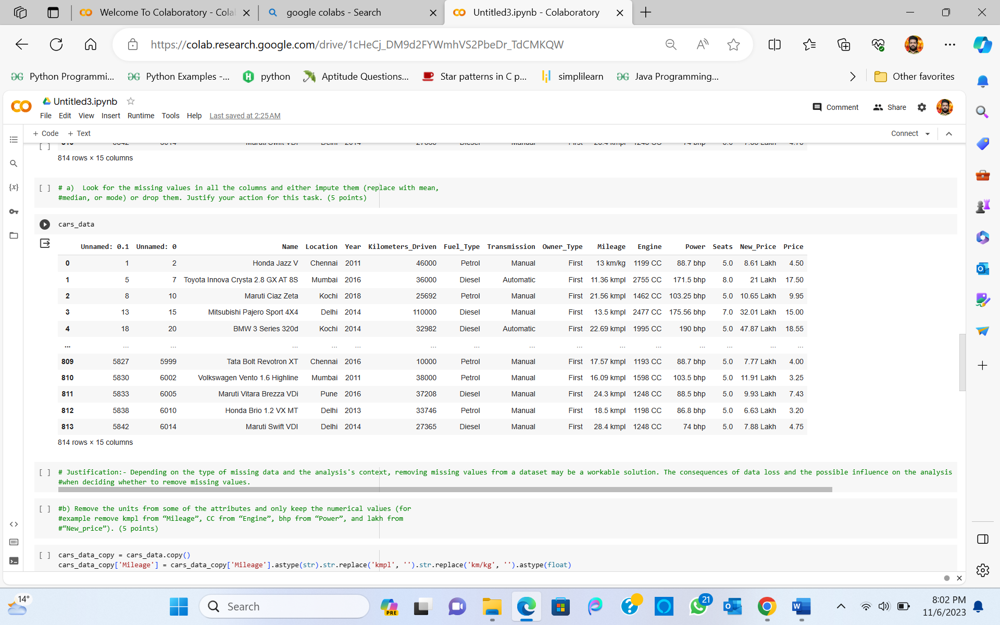 Welcome To Colaboratory - Colal
google colabs - Search
Untitled3.ipynb - Colaboratory
https://colab.research.google.com/drive/1cHeCj_DM9d2FYWmhVS2PbeDr_TdCMKQW
Python Programmi...
Python Examples -...
python
Aptitude Questions...
Star patterns in C p...
simplilearn
Java Programming...
Other favorites
Untitled3.ipynb
Comment Share
File Edit View Insert Runtime Tools Help Last saved at 2:25 AM
+ Code + Text Connect
[ ]
814 rows × 15 columns
[ ] # a)  Look for the missing values in all the columns and either impute them (replace with mean,
#median, or mode) or drop them. Justify your action for this task. (5 points)
cars_data
Unnamed: 0.1 Unnamed: 0 Name Location Year Kilometers_Driven Fuel_Type Transmission Owner_Type Mileage Engine Power Seats New_Price Price
0 1 2 Honda Jazz V Chennai 2011 46000 Petrol Manual First 13 km/kg 1199 CC 88.7 bhp 5.0 8.61 Lakh 4.50
1 5 7 Toyota Innova Crysta 2.8 GX AT 8S Mumbai 2016 36000 Diesel Automatic First 11.36 kmpl 2755 CC 171.5 bhp 8.0 21 Lakh 17.50
2 8 10 Maruti Ciaz Zeta Kochi 2018 25692 Petrol Manual First 21.56 kmpl 1462 CC 103.25 bhp 5.0 10.65 Lakh 9.95
3 13 15 Mitsubishi Pajero Sport 4X4 Delhi 2014 110000 Diesel Manual First 13.5 kmpl 2477 CC 175.56 bhp 7.0 32.01 Lakh 15.00
4 18 20 BMW 3 Series 320d Kochi 2014 32982 Diesel Automatic First 22.69 kmpl 1995 CC 190 bhp 5.0 47.87 Lakh 18.55
... ... ... ... ... ... ... ... ... ... ... ... ... ... ... ...
809 5827 5999 Tata Bolt Revotron XT Chennai 2016 10000 Petrol Manual First 17.57 kmpl 1193 CC 88.7 bhp 5.0 7.77 Lakh 4.00
810 5830 6002 Volkswagen Vento 1.6 Highline Mumbai 2011 38000 Petrol Manual First 16.09 kmpl 1598 CC 103.5 bhp 5.0 11.91 Lakh 3.25
811 5833 6005 Maruti Vitara Brezza VDi Pune 2016 37208 Diesel Manual First 24.3 kmpl 1248 CC 88.5 bhp 5.0 9.93 Lakh 7.43
812 5838 6010 Honda Brio 1.2 VX MT Delhi 2013 33746 Petrol Manual First 18.5 kmpl 1198 CC 86.8 bhp 5.0 6.63 Lakh 3.20
813 5842 6014 Maruti Swift VDI Delhi 2014 27365 Diesel Manual First 28.4 kmpl 1248 CC 74 bhp 5.0 7.88 Lakh 4.75
814 rows × 15 columns
[ ] # Justification:- Depending on the type of missing data and the analysis's context, removing missing values from a dataset may be a workable solution. The consequences of data loss and the possible influence on the analysis
#when deciding whether to remove missing values.
[ ] #b) Remove the units from some of the attributes and only keep the numerical values (for
#example remove kmpl from “Mileage”, CC from “Engine”, bhp from “Power”, and lakh from
#“New_price”). (5 points)
[ ] cars_data_copy = cars_data.copy()
cars_data_copy['Mileage'] = cars_data_copy['Mileage'].astype(str).str.replace('kmpl', '').str.replace('km/kg', '').astype(float)
14°
Search
PRE
21
8:02 PM
11/6/2023